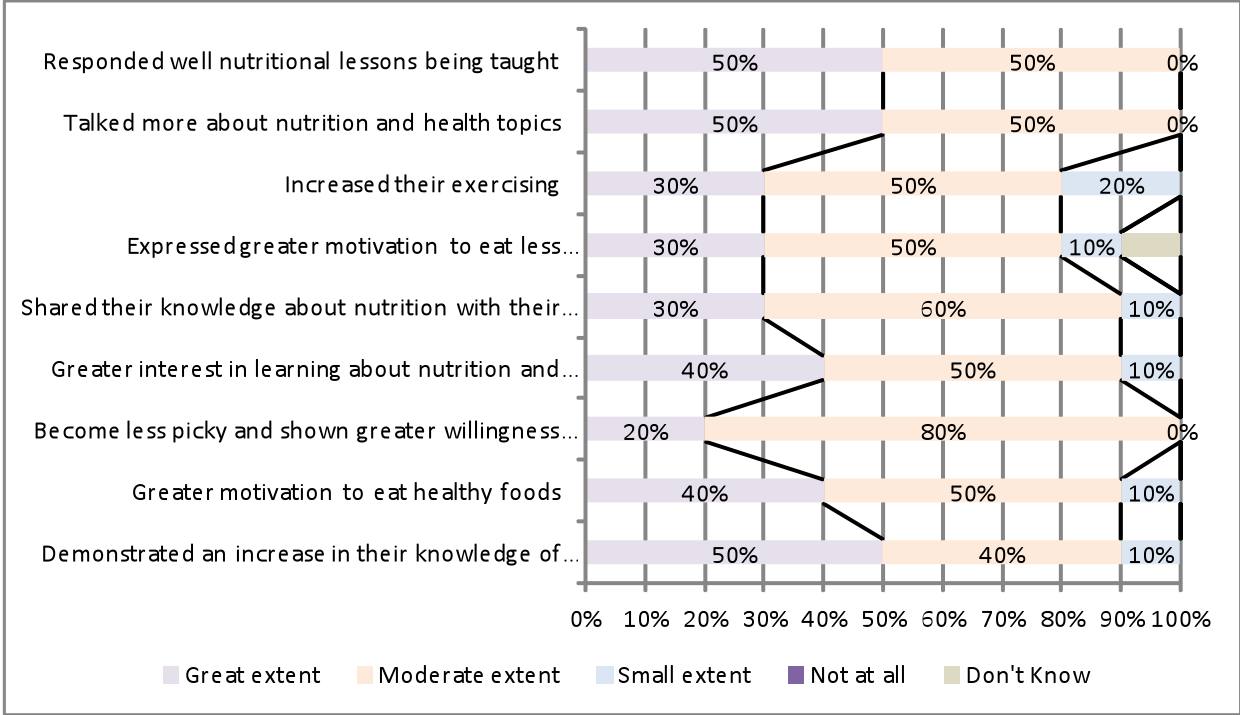 Responded well nutritional lessons being taught 50% 50% 0%
Talked more about nutrition and health topics 50% 50% 0%
Increased their exercising 30% 50% 20%
Expressed greater motivation to eat less... 30% 50% 10%
Shared their knowledge about nutrition with their... 30% 60% 10%
Greater interest in learning about nutrition and... 40% 50% 10%
Become less picky and shown greater willingness... 20% 80% 0%
Greater motivation to eat healthy foods 40% 50% 10%
Demonstrated an increase in their knowledge of... 50% 40% 10%
0% 10% 20% 30% 40% 50% 60% 70% 80% 90% 100%
Great extent Moderate extent Small extent Not at all Don't Know